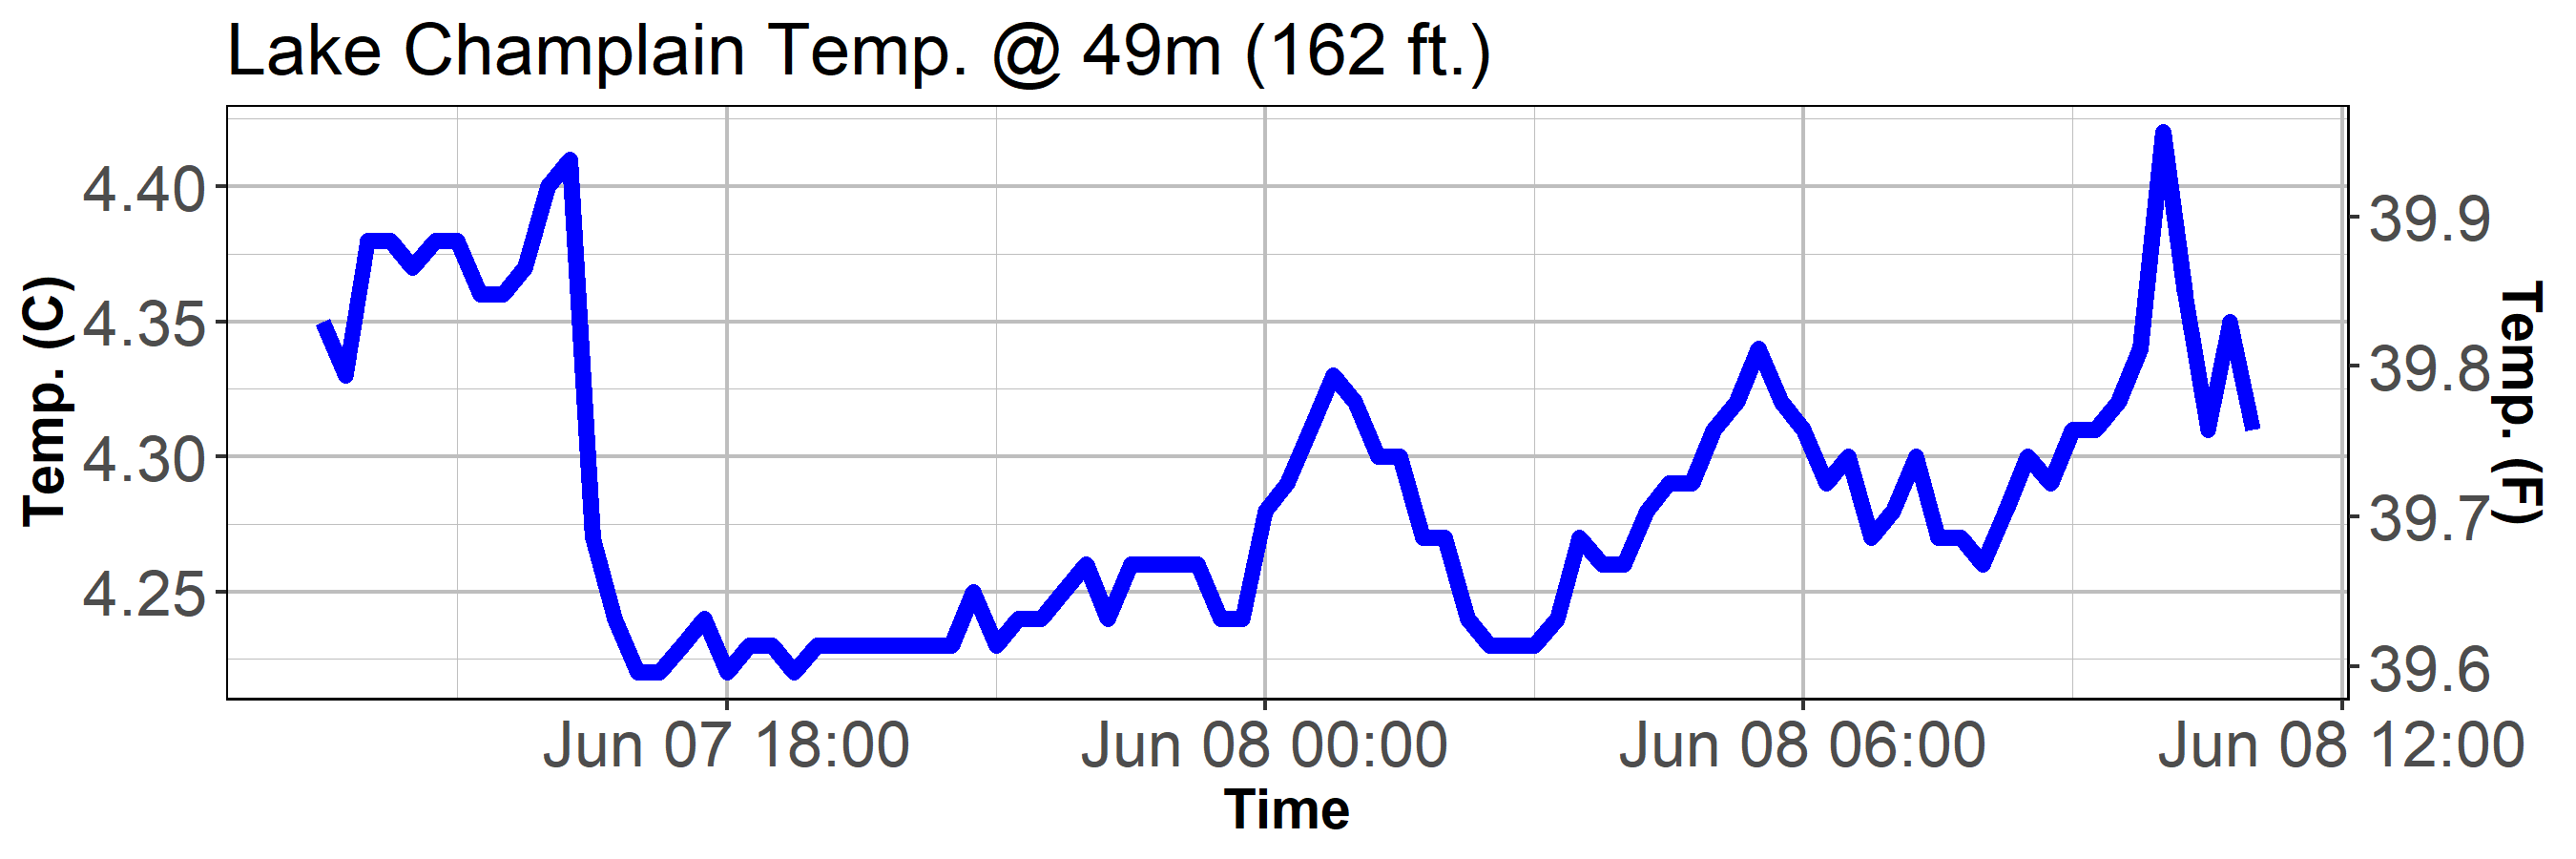 Lake Champlain Temp. @ 49m (162 ft.)
Temp. (C)
4.40
4.35
4.30
4.25
39.9
39.8
39.7
39.6
Temp. (F)
Jun 07 18:00
Jun 08 00:00
Jun 08 06:00
Jun 08 12:00
Time